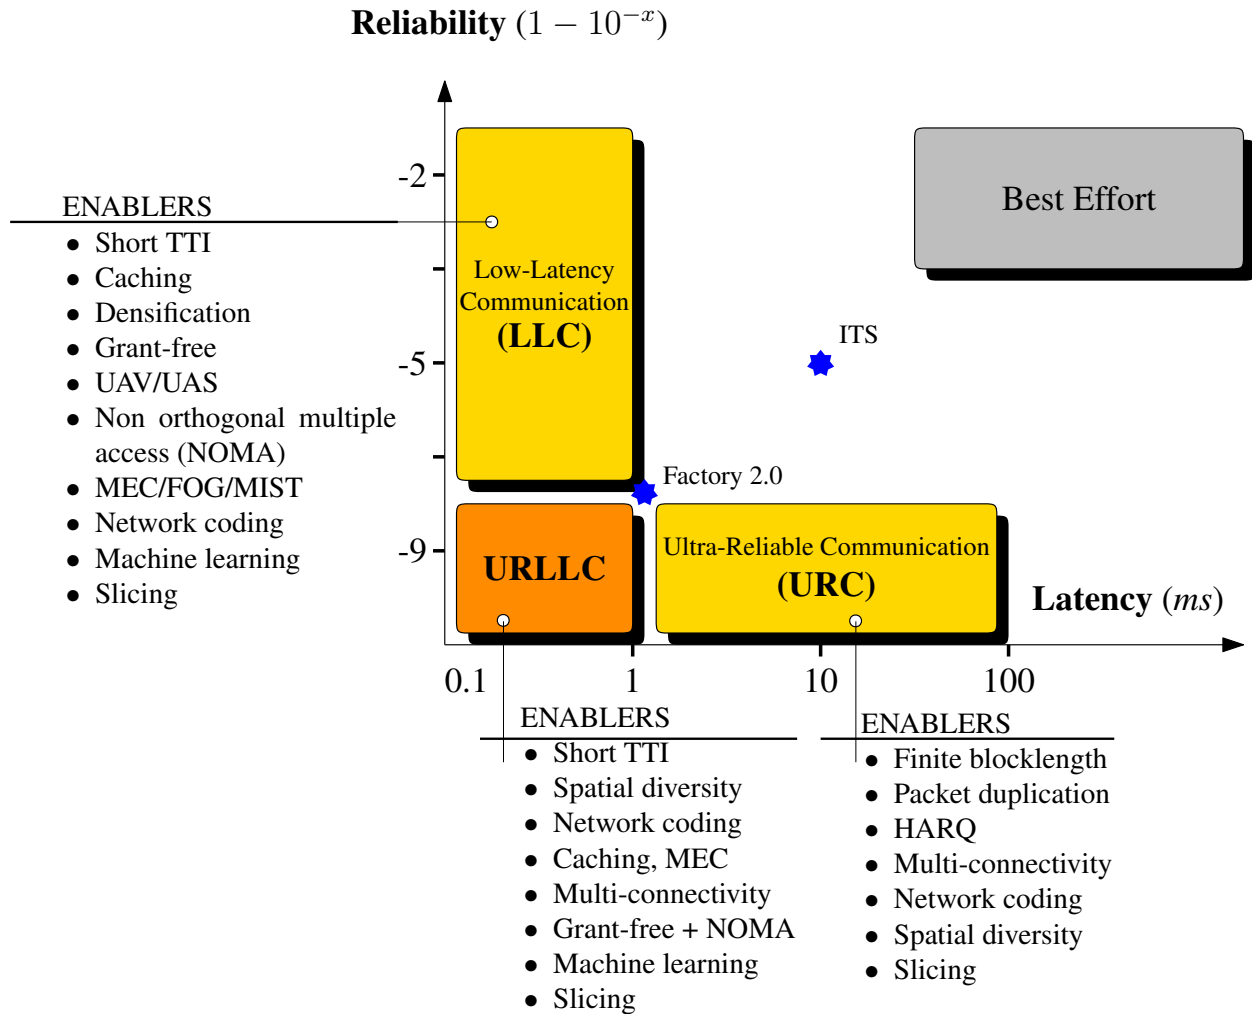 Reliability (1 − 10^{−x})
-2
-5
-9
ENABLERS
● Short TTI
● Caching
● Densification
● Grant-free
● UAV/UAS
● Non orthogonal multiple
access (NOMA)
● MEC/FOG/MIST
● Network coding
● Machine learning
● Slicing
Low-Latency
Communication
(LLC)
Best Effort
ITS
Factory 2.0
URLLC
Ultra-Reliable Communication
(URC)
Latency (ms)
0.1 1 10 100
ENABLERS
● Short TTI
● Spatial diversity
● Network coding
● Caching, MEC
● Multi-connectivity
● Grant-free + NOMA
● Machine learning
● Slicing
ENABLERS
● Finite blocklength
● Packet duplication
● HARQ
● Multi-connectivity
● Network coding
● Spatial diversity
● Slicing